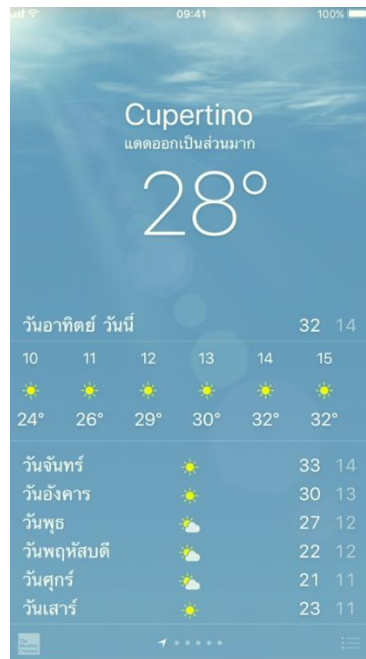 09:41 100%
Cupertino
แดดออกเป็นส่วนมาก
28°
วันอาทิตย์ วันนี้ 32 14
10 11 12 13 14 15
24° 26° 29° 30° 32° 32°
วันจันทร์ 33 14
วันอังคาร 30 13
วันพุธ 27 12
วันพฤหัสบดี 22 12
วันศุกร์ 21 11
วันเสาร์ 23 11